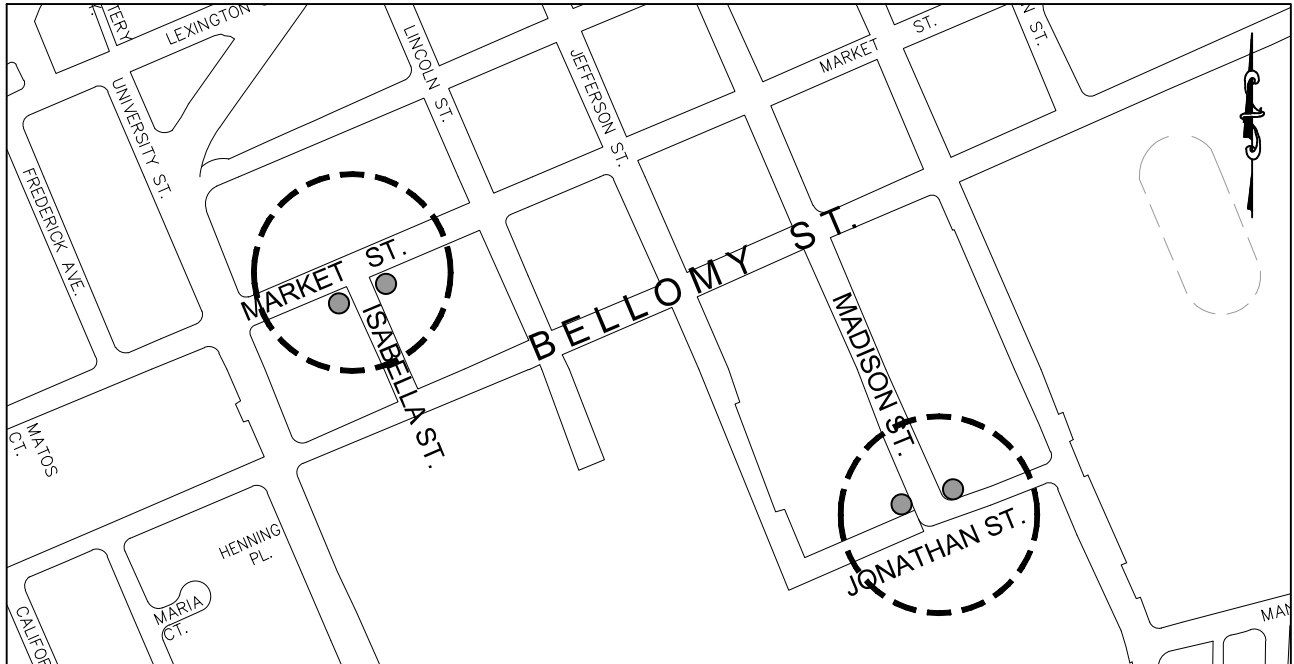 LEXINGTON
LINCOLN ST.
JEFFERSON ST.
MARKET ST.
UNIVERSITY ST.
FREDERICK AVE.
MARKET ST.
ISABELLA ST.
BELLOMY ST.
MADISON ST.
JONATHAN ST.
MATOS
CT.
HENNING
PL.
MARIA
CT.